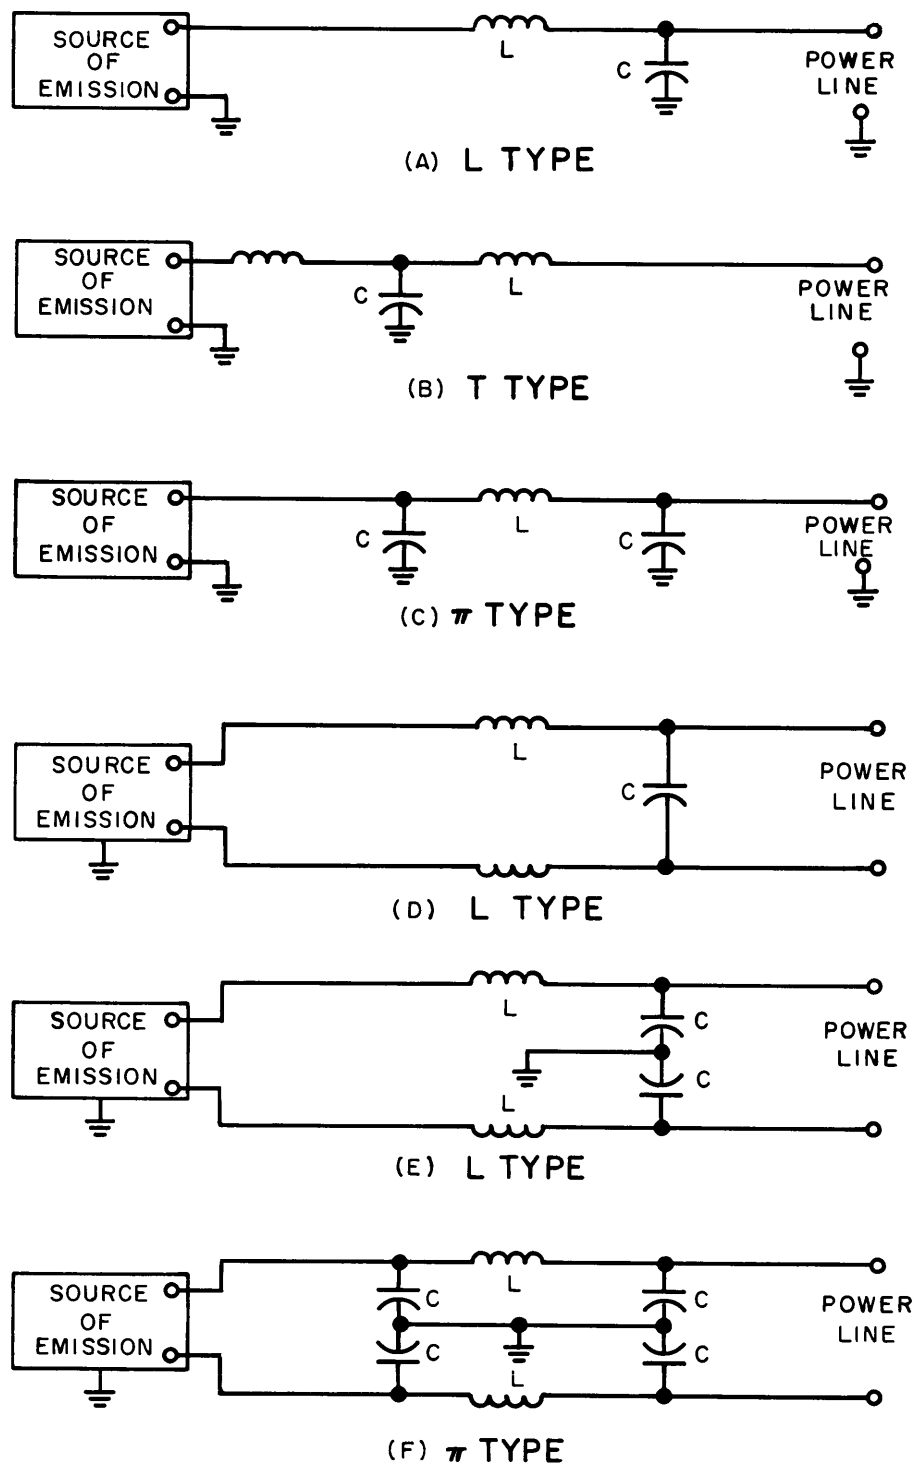 SOURCE
OF
EMISSION
L
C
POWER
LINE
(A) L TYPE
SOURCE
OF
EMISSION
C
L
POWER
LINE
(B) T TYPE
SOURCE
OF
EMISSION
C
L
C
POWER
LINE
(C) π TYPE
SOURCE
OF
EMISSION
L
C
POWER
LINE
(D) L TYPE
SOURCE
OF
EMISSION
L
C
C
L
POWER
LINE
(E) L TYPE
SOURCE
OF
EMISSION
C
C
L
L
C
C
POWER
LINE
(F) π TYPE